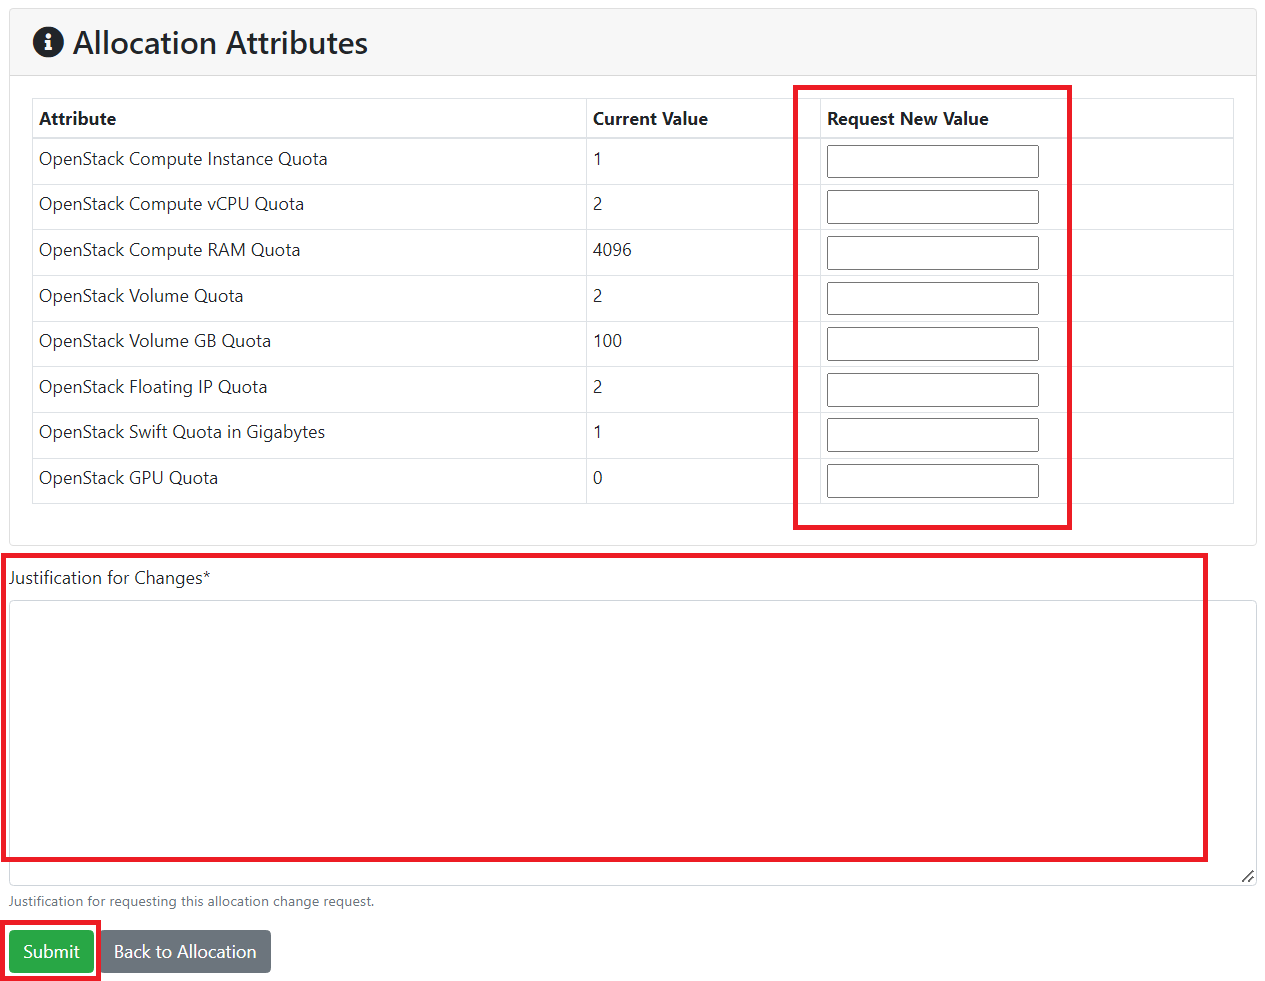 Allocation Attributes
Attribute Current Value Request New Value
OpenStack Compute Instance Quota 1
OpenStack Compute vCPU Quota 2
OpenStack Compute RAM Quota 4096
OpenStack Volume Quota 2
OpenStack Volume GB Quota 100
OpenStack Floating IP Quota 2
OpenStack Swift Quota in Gigabytes 1
OpenStack GPU Quota 0
Justification for Changes*
Justification for requesting this allocation change request.
Submit Back to Allocation